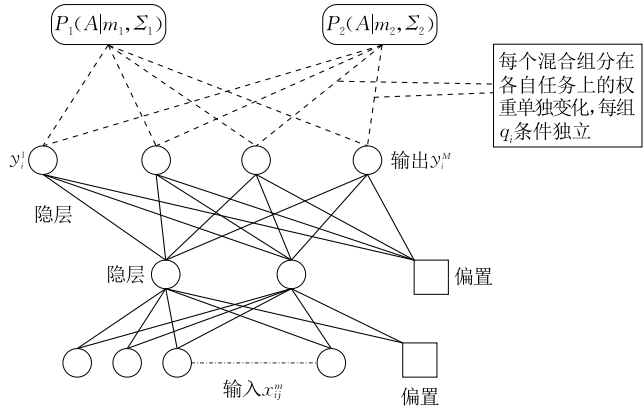 P₁(A|m₁,Σ₁)
P₂(A|m₂,Σ₂)
每个混合组分在
各自任务上的权
重单独变化,每组
qᵢ条件独立
yᵢ¹
输出yᵢᴹ
隐层
隐层
偏置
输入xᵢⱼᵐ
偏置